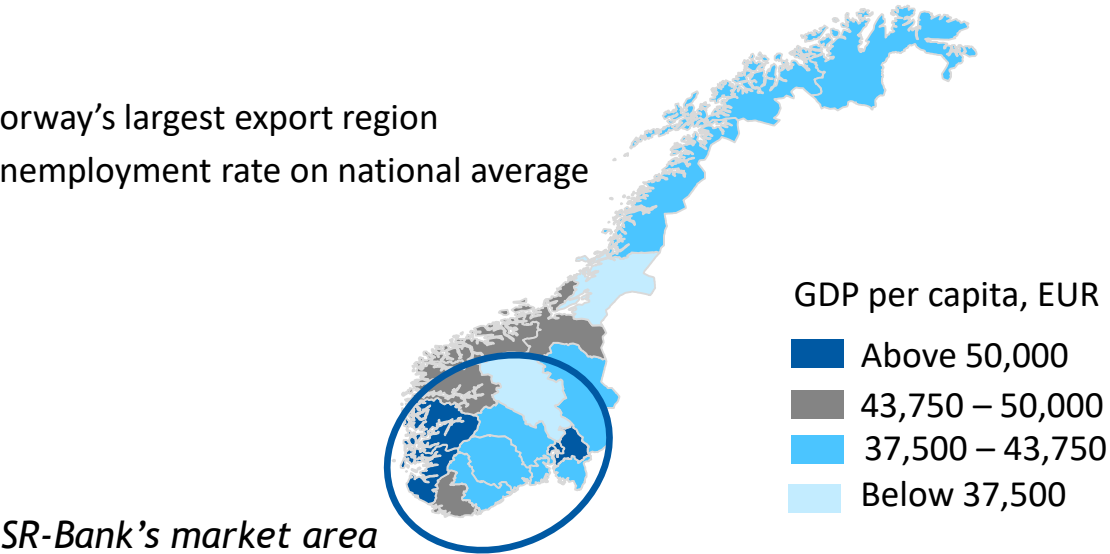 orway's largest export region
nemployment rate on national average
GDP per capita, EUR
Above 50,000
43,750 – 50,000
37,500 – 43,750
Below 37,500
SR-Bank's market area